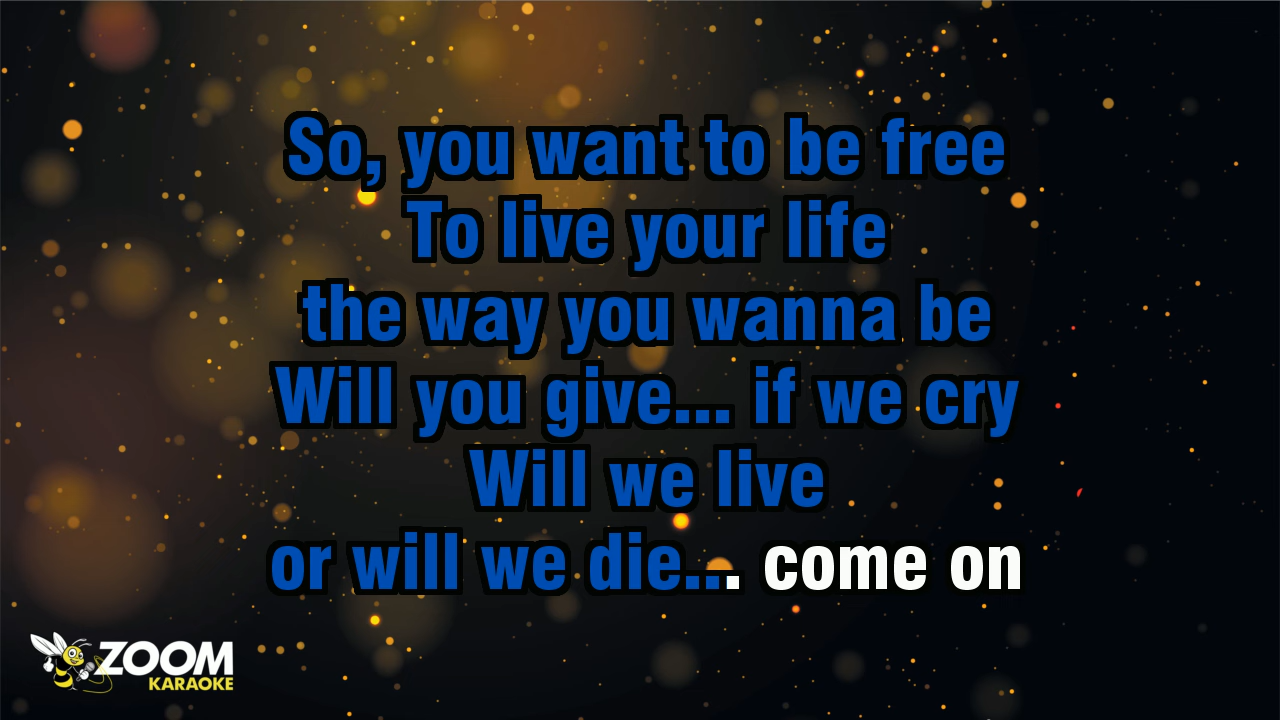 So, you want to be free
To live your life
the way you wanna be
Will you give... if we cry
Will we live
or will we die... come on
ZOOM
KARAOKE